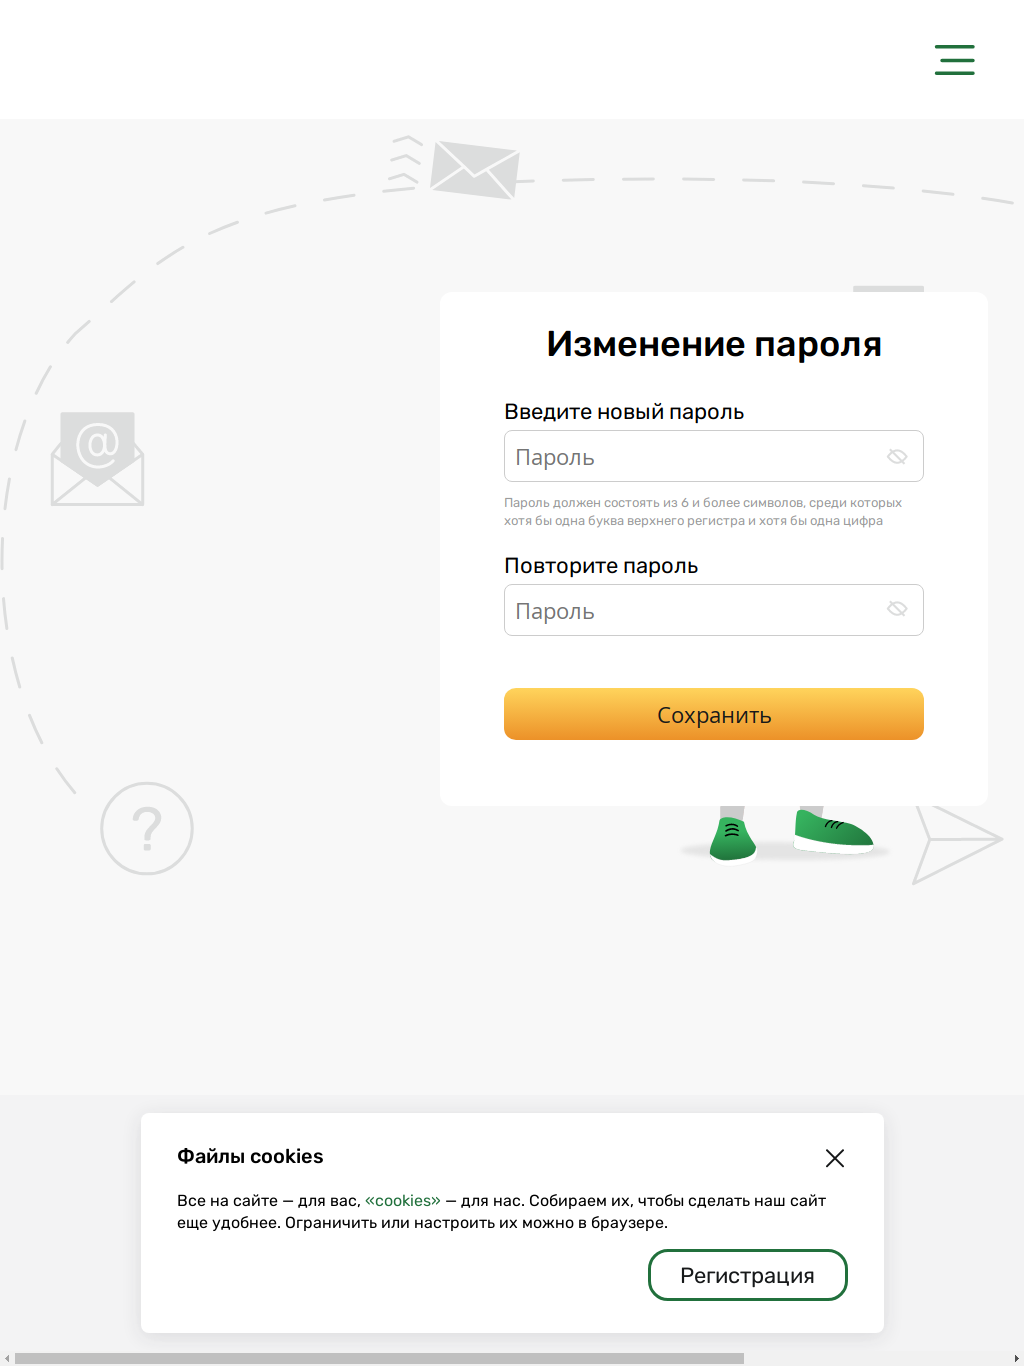 Изменение пароля
Введите новый пароль
Пароль
Пароль должен состоять из 6 и более символов, среди которых
хотя бы одна буква верхнего регистра и хотя бы одна цифра
Повторите пароль
Пароль
Сохранить
Файлы cookies
Все на сайте — для вас, «cookies» — для нас. Собираем их, чтобы сделать наш сайт
еще удобнее. Ограничить или настроить их можно в браузере.
Регистрация